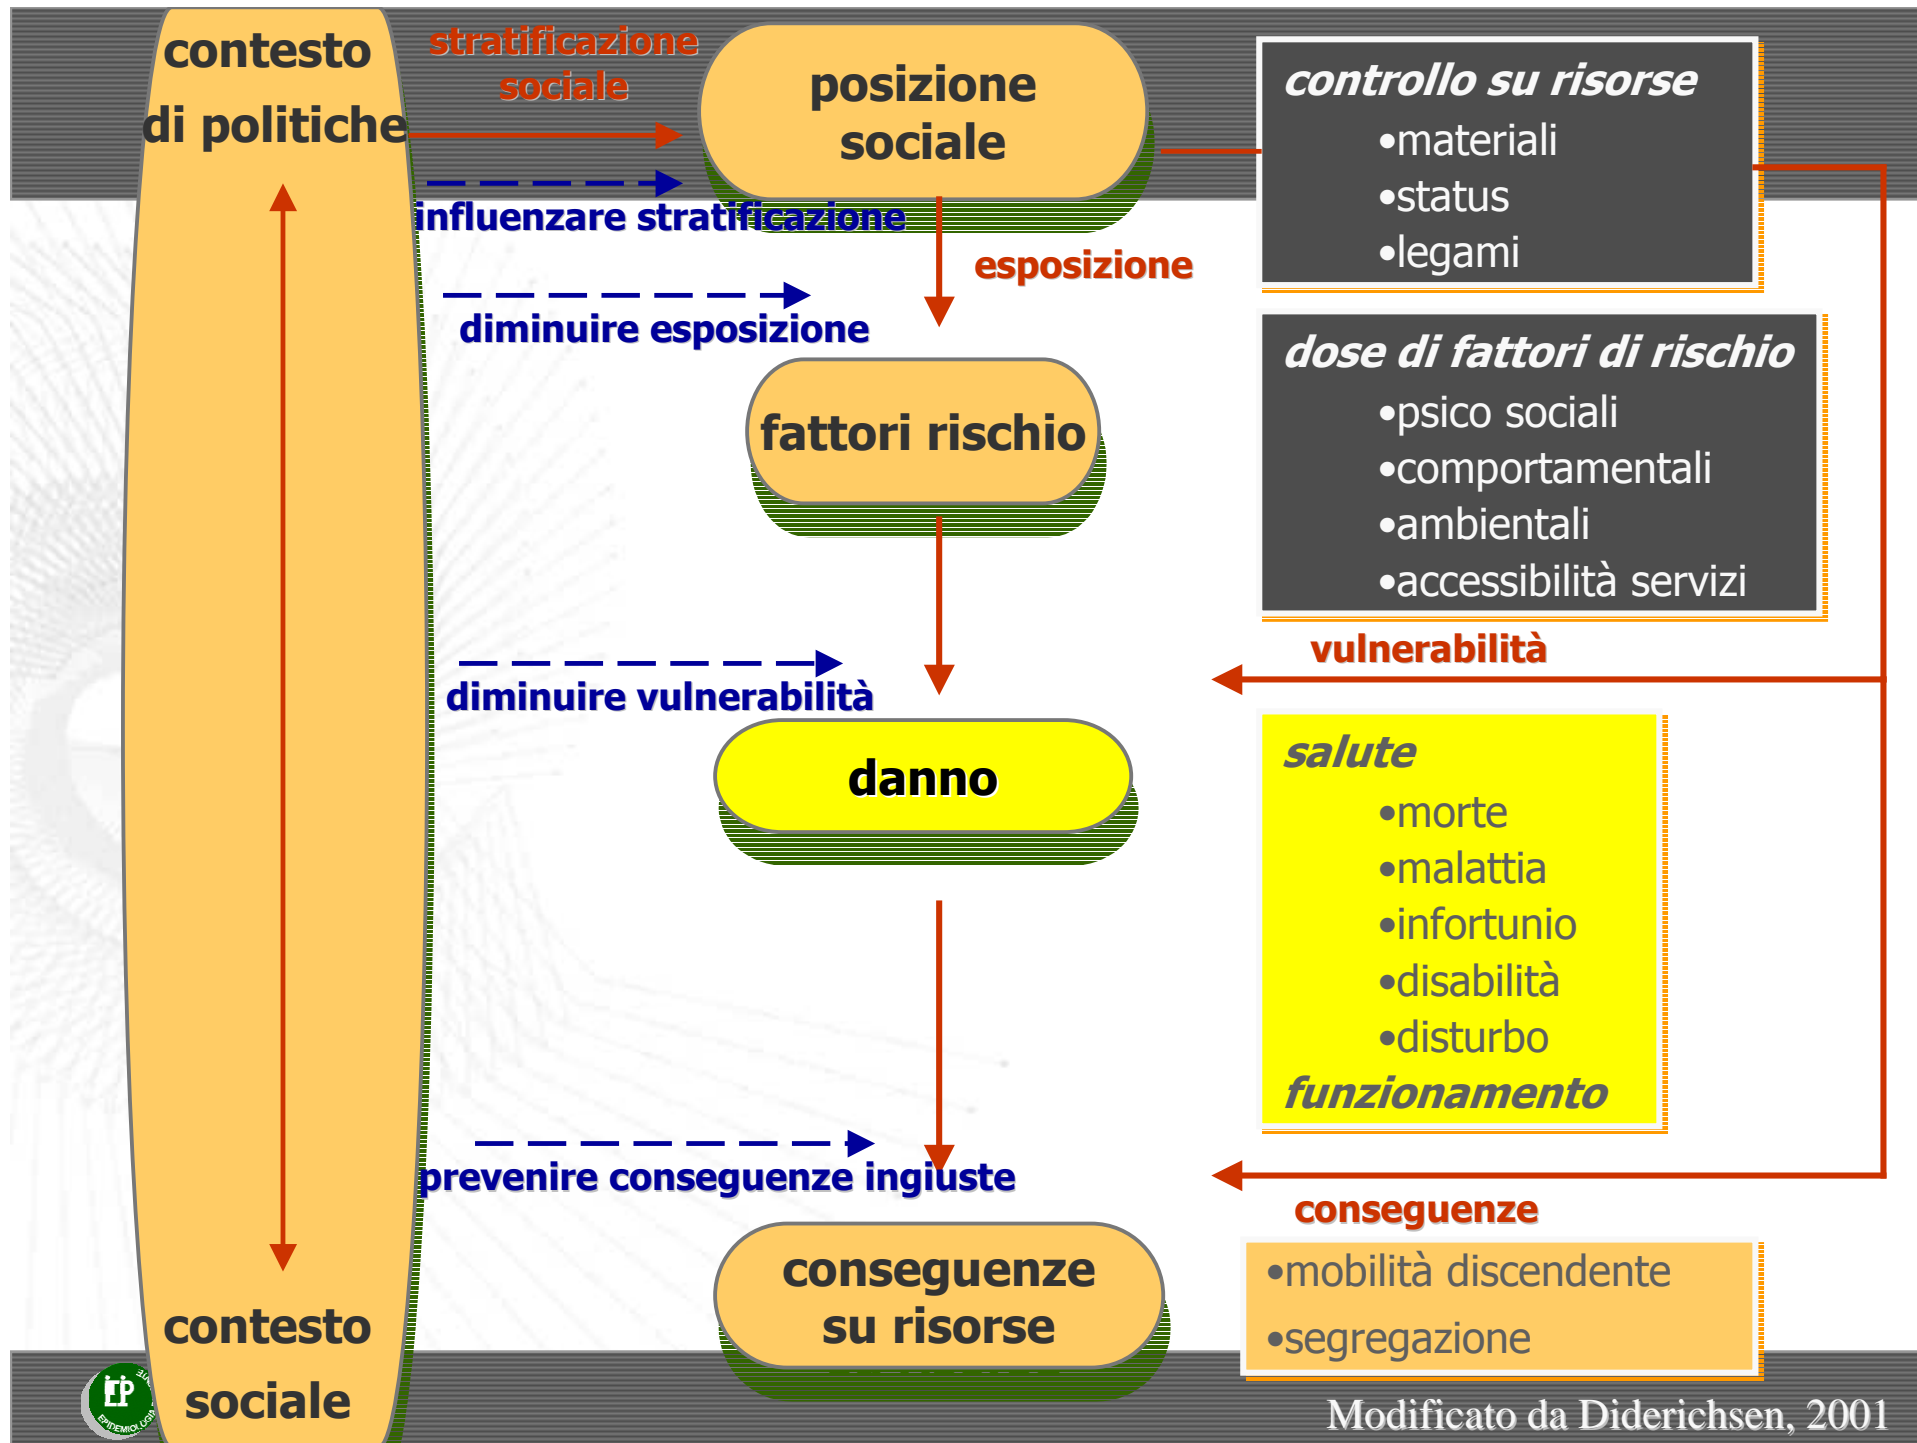 contesto
di politiche
stratificazione
sociale
posizione
sociale
influenzare stratificazione
esposizione
diminuire esposizione
fattori rischio
diminuire vulnerabilità
danno
prevenire conseguenze ingiuste
conseguenze
su risorse
contesto
sociale
controllo su risorse
•materiali
•status
•legami
dose di fattori di rischio
•psico sociali
•comportamentali
•ambientali
•accessibilità servizi
vulnerabilità
salute
•morte
•malattia
•infortunio
•disabilità
•disturbo
funzionamento
conseguenze
•mobilità discendente
•segregazione
Modificato da Diderichsen, 2001